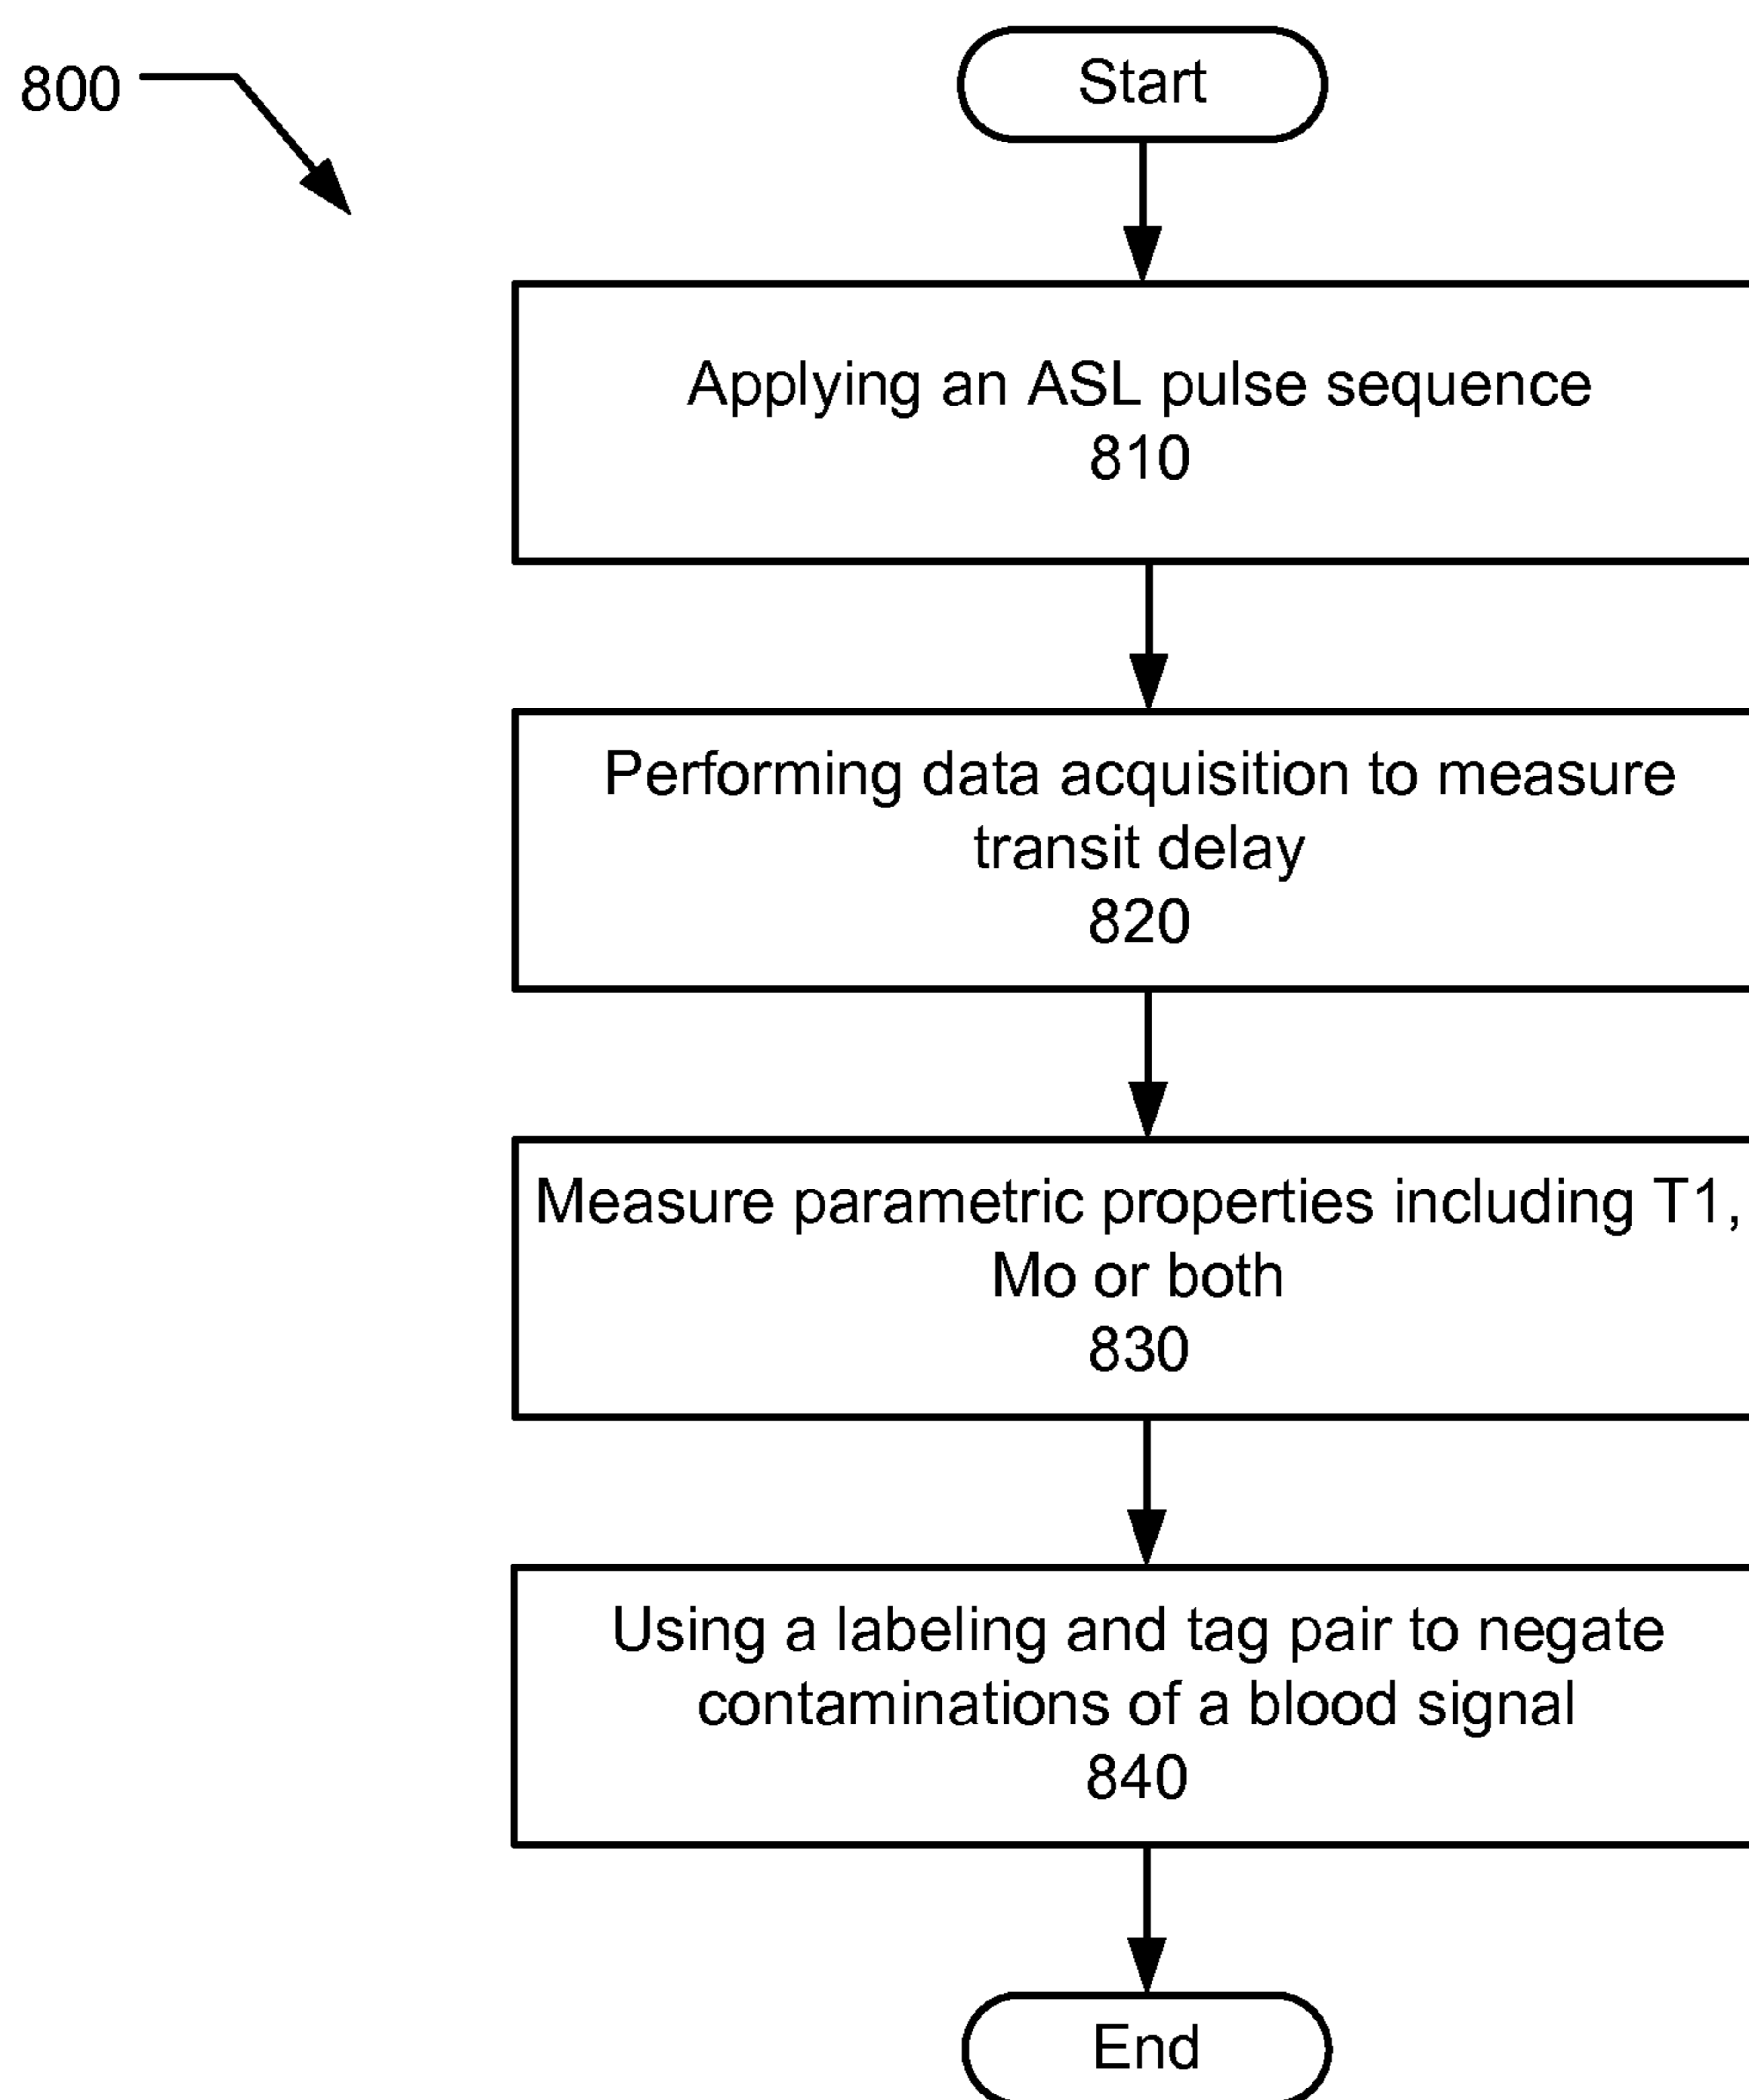 800
Start
Applying an ASL pulse sequence
810
Performing data acquisition to measure
transit delay
820
Measure parametric properties including T1,
Mo or both
830
Using a labeling and tag pair to negate
contaminations of a blood signal
840
End